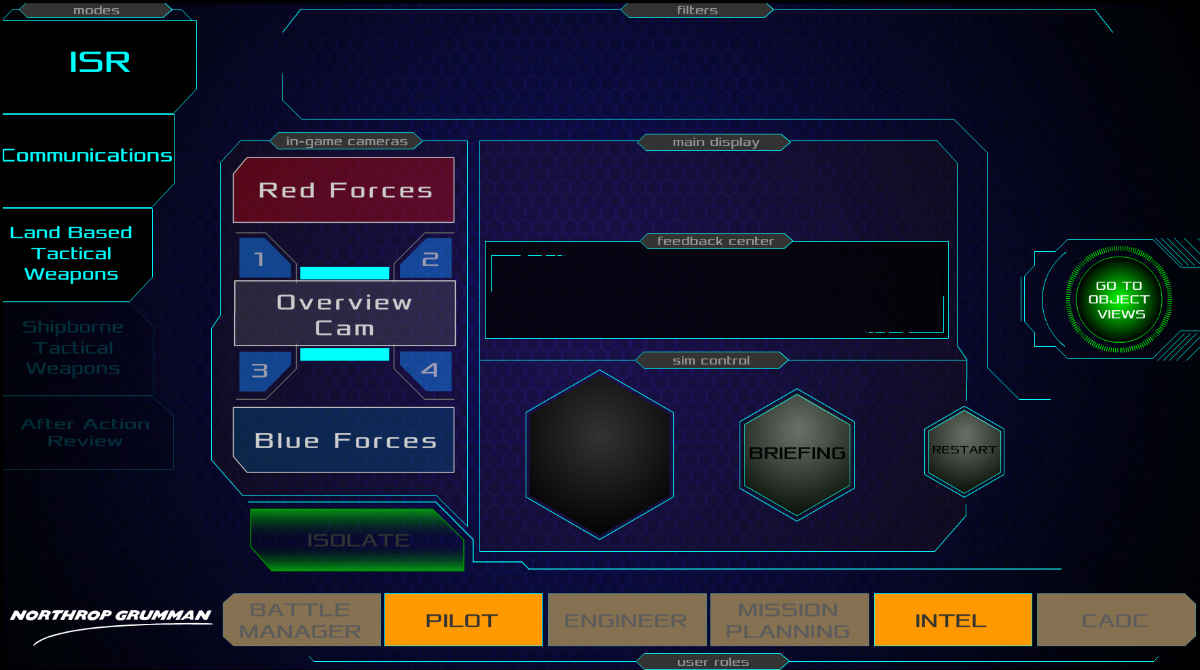 modes
filters
ISR
Communications
Land Based
Tactical
Weapons
Shipborne
Tactical
Weapons
After Action
Review
in-game cameras
Red Forces
1
2
Overview
Cam
3
4
Blue Forces
ISOLATE
main display
feedback center
sim control
BRIEFING
RESTART
GO TO
OBJECT
VIEWS
NORTHROP GRUMMAN
BATTLE
MANAGER
PILOT
ENGINEER
MISSION
PLANNING
INTEL
CAOC
user roles